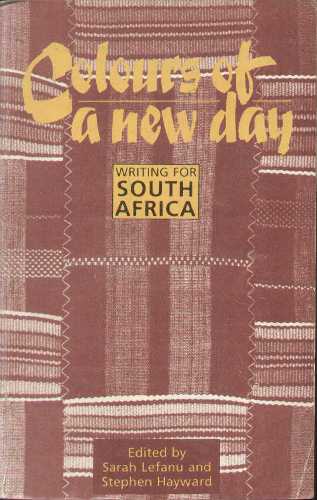 Colours of
a new day
WRITING FOR
SOUTH
AFRICA
Edited by
Sarah Lefanu and
Stephen Hayward